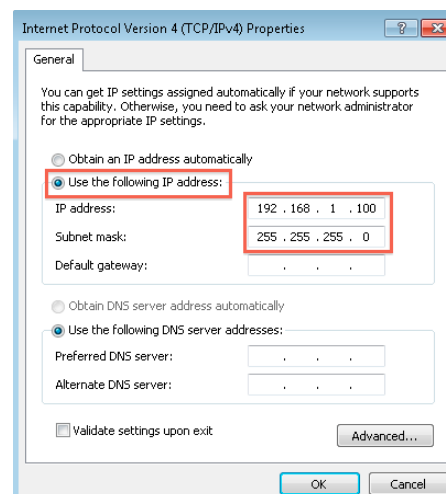 Internet Protocol Version 4 (TCP/IPv4) Properties
General
You can get IP settings assigned automatically if your network supports
this capability. Otherwise, you need to ask your network administrator
for the appropriate IP settings.
Obtain an IP address automatically
Use the following IP address:
IP address: 192 . 168 . 1 . 100
Subnet mask: 255 . 255 . 255 . 0
Default gateway: . . .
Obtain DNS server address automatically
Use the following DNS server addresses:
Preferred DNS server: . . .
Alternate DNS server: . . .
Validate settings upon exit
Advanced...
OK Cancel